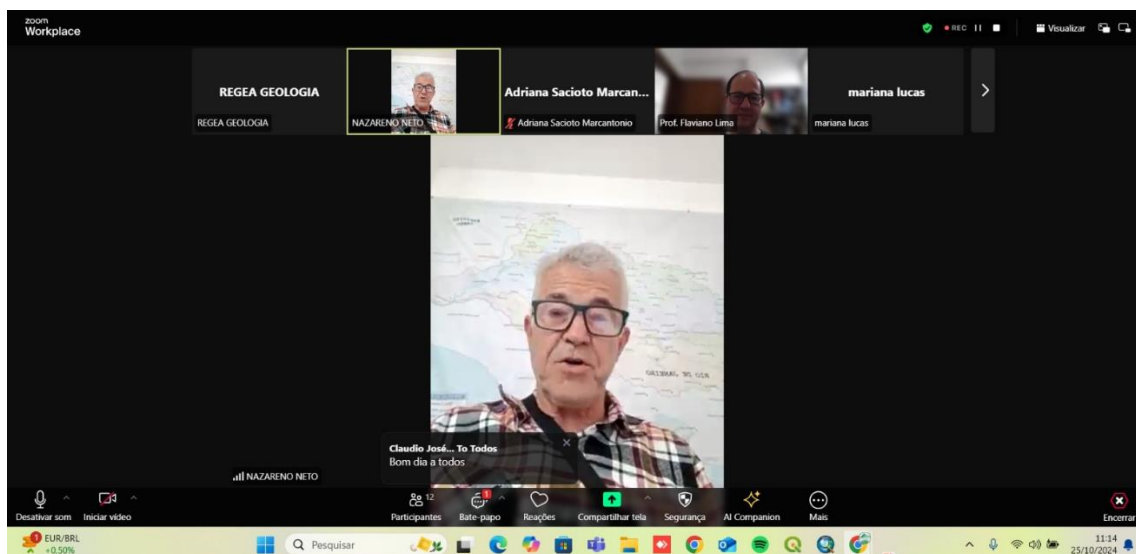 zoom
Workplace
REC
Visualizar
REGEA GEOLOGIA
REGEA GEOLOGIA
NAZARENO NETO
Adriana Sacioto Marcan...
Adriana Sacioto Marcantonio
Prof. Flaviano Lima
mariana lucas
mariana lucas
Claudio José... To Todos
Bom dia a todos
NAZARENO NETO
Desativar som
Iniciar vídeo
12
Participantes
1
Bate-papo
Reações
Compartilhar tela
Segurança
AI Companion
Mais
Encerrar
1
EUR/BRL
+0.50%
Pesquisar
11:14
25/10/2024